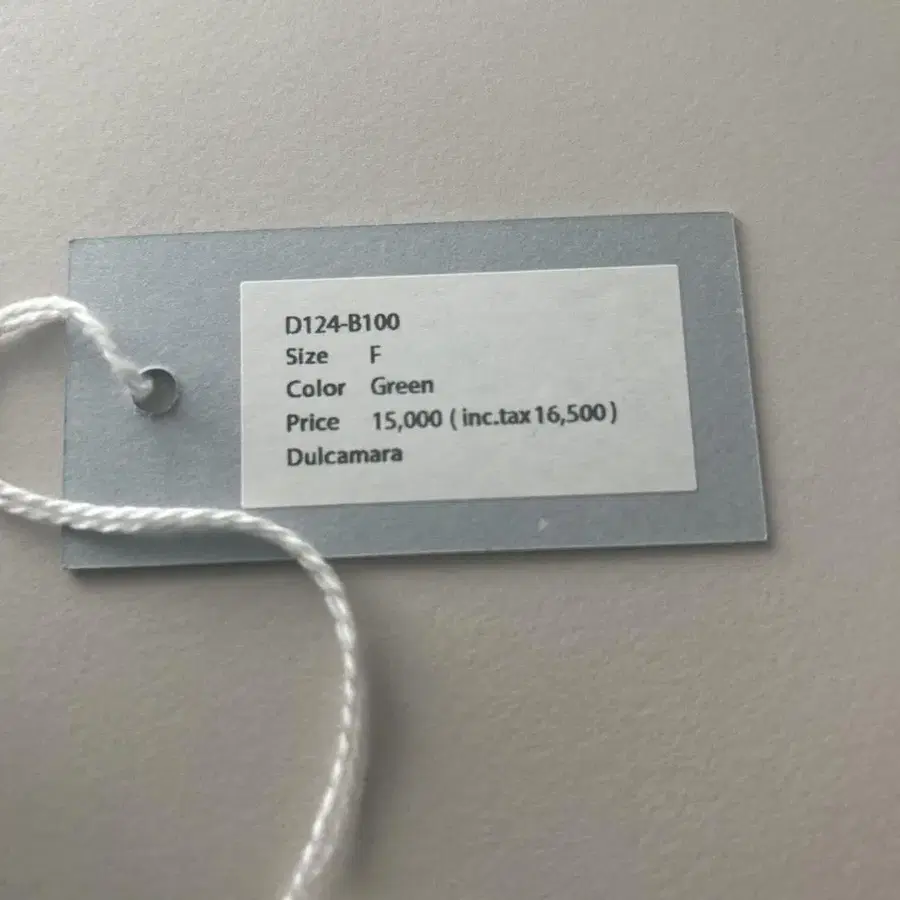 D124-B100
Size F
Color Green
Price 15,000 ( inc.tax 16,500 )
Dulcamara